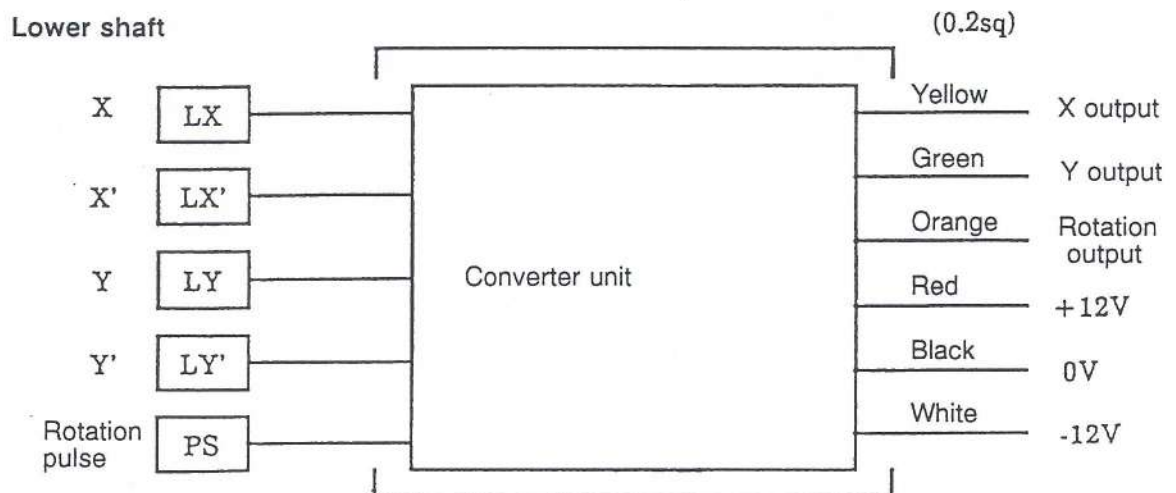 Lower shaft
(0.2sq)
X
LX
X'
LX'
Y
LY
Y'
LY'
Rotation
pulse
PS
Converter unit
Yellow
X output
Green
Y output
Orange
Rotation
output
Red
+12V
Black
0V
White
-12V